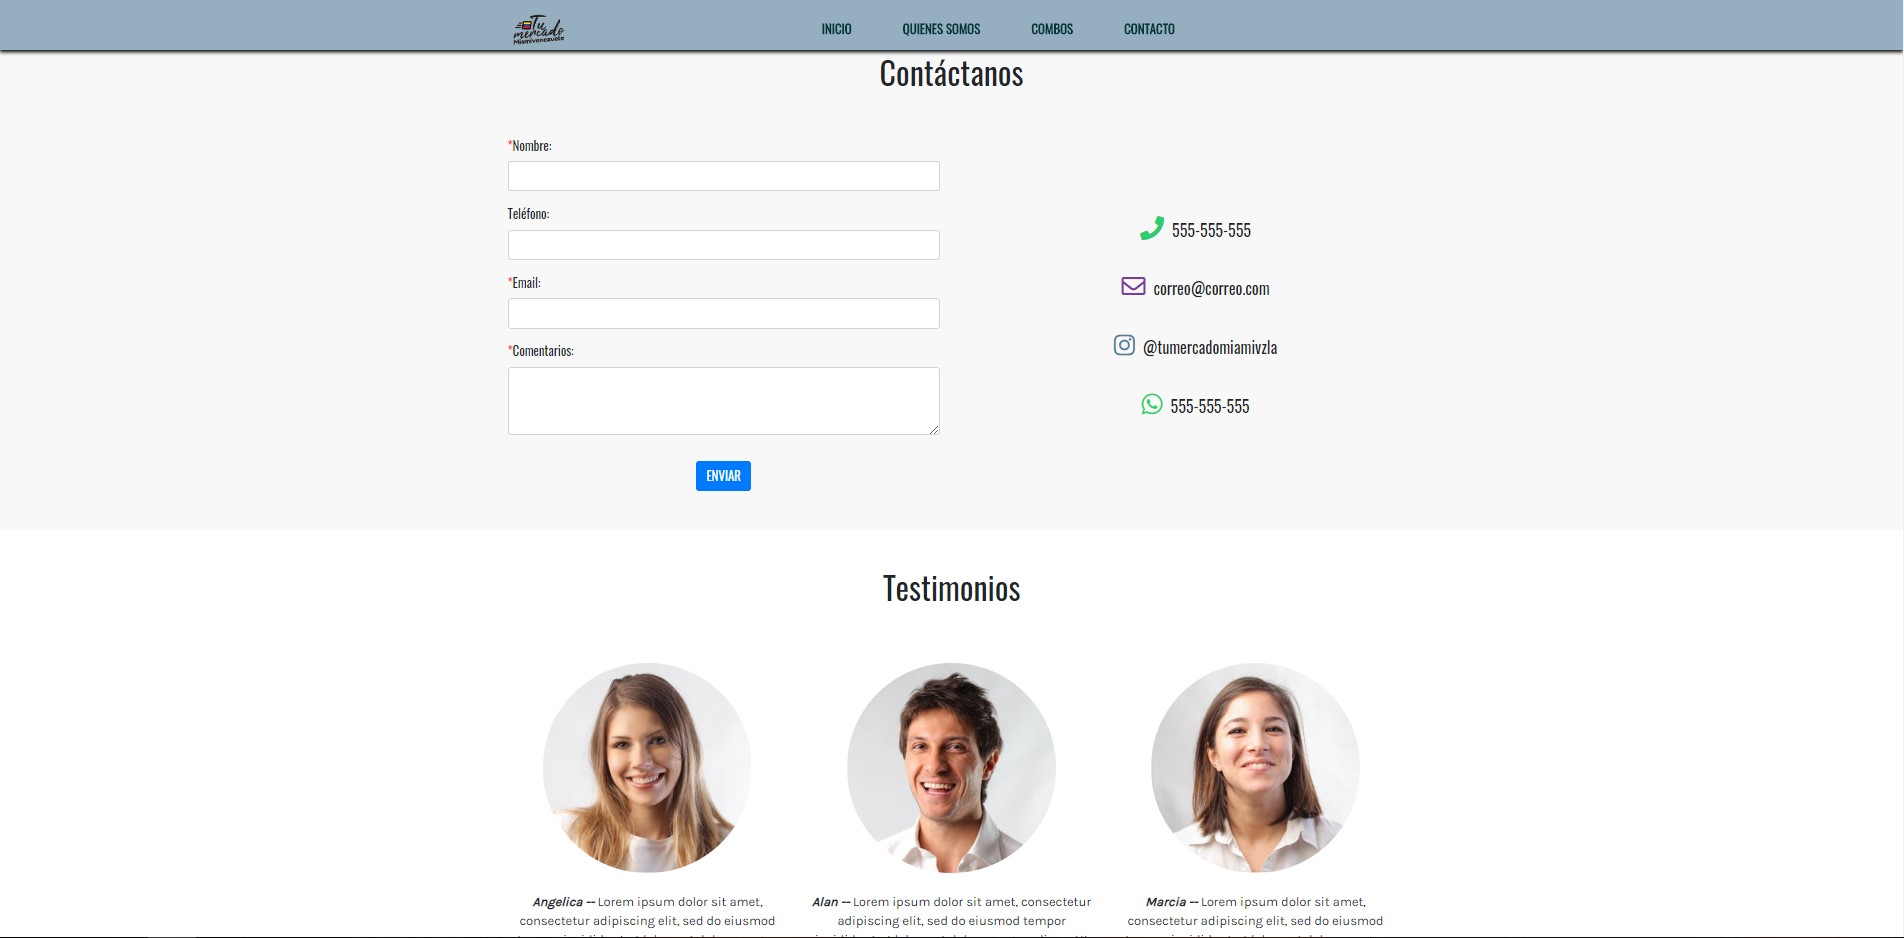 Tu
mercado
Miamivenezuela
INICIO
QUIENES SOMOS
COMBOS
CONTACTO
Contáctanos
*Nombre:
Teléfono:
*Email:
*Comentarios:
ENVIAR
555-555-555
correo@correo.com
@tumercadomiamivzla
555-555-555
Testimonios
Angelica -- Lorem ipsum dolor sit amet,
consectetur adipiscing elit, sed do eiusmod
Alan -- Lorem ipsum dolor sit amet, consectetur
adipiscing elit, sed do eiusmod tempor
Marcia -- Lorem ipsum dolor sit amet,
consectetur adipiscing elit, sed do eiusmod